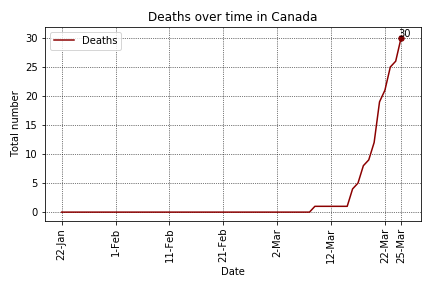 Deaths over time in Canada
30
Deaths
30
25
20
15
10
5
0
Total number
22-Jan
1-Feb
11-Feb
21-Feb
2-Mar
12-Mar
22-Mar
25-Mar
Date